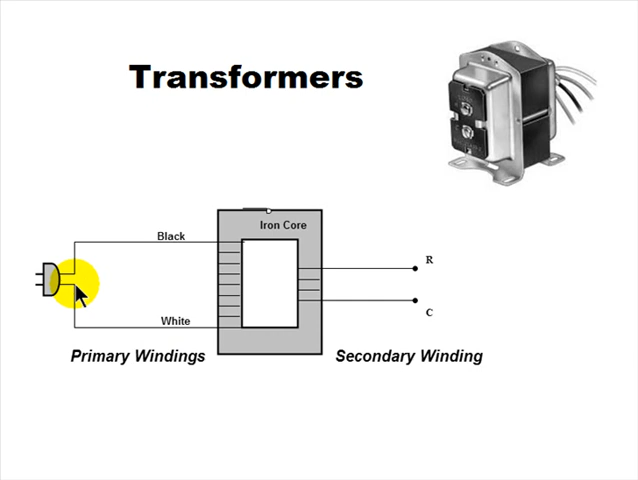 Transformers
Iron Core
Black
R
C
White
Primary Windings
Secondary Winding